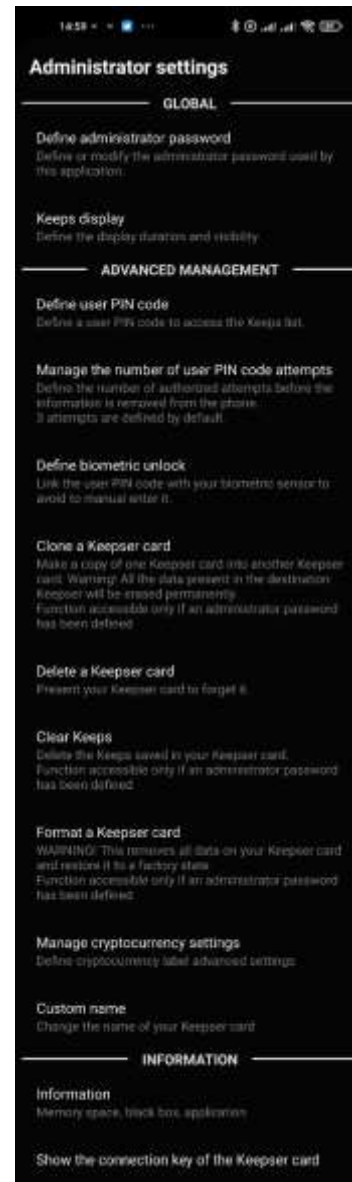 14:59
Administrator settings
GLOBAL
Define administrator password
Define or modify the administrator password used by
this application.
Keeps display
Define the display duration and visibility
ADVANCED MANAGEMENT
Define user PIN code
Define a user PIN code to access the Keeps list.
Manage the number of user PIN code attempts
Define the number of authorized attempts before the
information is removed from the phone.
3 attempts are defined by default.
Define biometric unlock
Link the user PIN code with your biometric sensor to
avoid to manual enter it.
Clone a Keepser card
Make a copy of one Keepser card into another Keepser
card. Warning! All the data present in the destination
Keepser will be erased permanently.
Function accessible only if an administrator password
has been defined
Delete a Keepser card
Present your Keepser card to forget it.
Clear Keeps
Delete the Keeps saved in your Keepser card.
Function accessible only if an administrator password
has been defined
Format a Keepser card
WARNING! This removes all data on your Keepser card
and restore it to a factory state
Function accessible only if an administrator password
has been defined
Manage cryptocurrency settings
Define cryptocurrency label advanced settings
Custom name
Change the name of your Keepser card
INFORMATION
Information
Memory space, black box, application
Show the connection key of the Keepser card